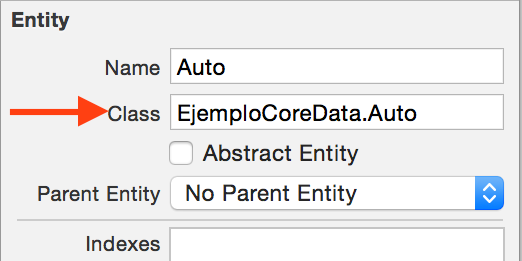 Entity
Name Auto
Class EjemploCoreData.Auto
Abstract Entity
Parent Entity No Parent Entity
Indexes